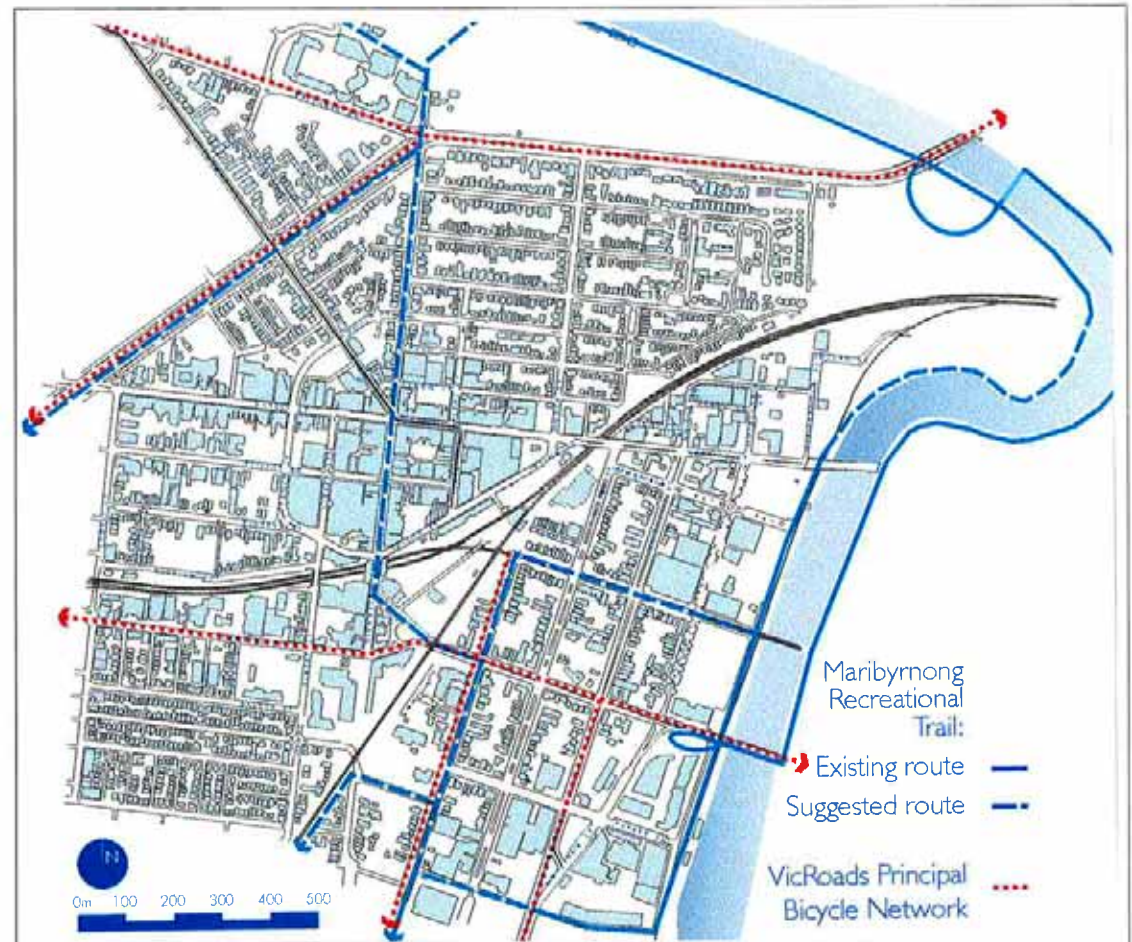 Maribyrnong
Recreational
Trail:
Existing route
Suggested route
VicRoads Principal
Bicycle Network
N
0m 100 200 300 400 500